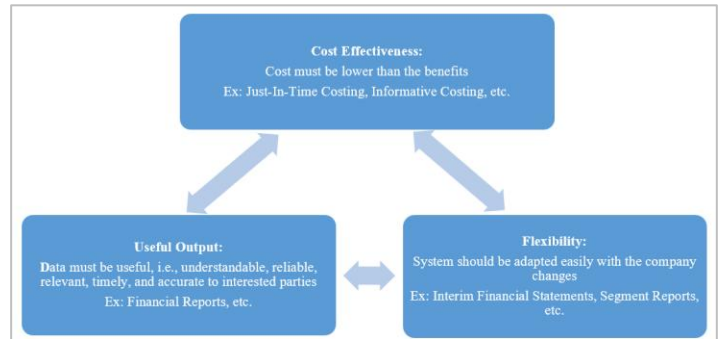 Cost Effectiveness:
Cost must be lower than the benefits
Ex: Just-In-Time Costing, Informative Costing, etc.
Useful Output:
Data must be useful, i.e., understandable, reliable,
relevant, timely, and accurate to interested parties
Ex: Financial Reports, etc.
Flexibility:
System should be adapted easily with the company
changes
Ex: Interim Financial Statements, Segment Reports,
etc.